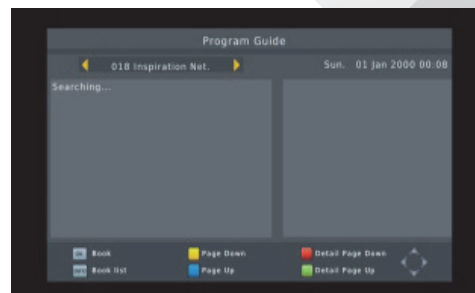 Program Guide
018 Inspiration Net. Sun. 01 Jan 2000 00:08
Searching...
OK Book Page Down Detail Page Down
INFO Book list Page Up Detail Page Up